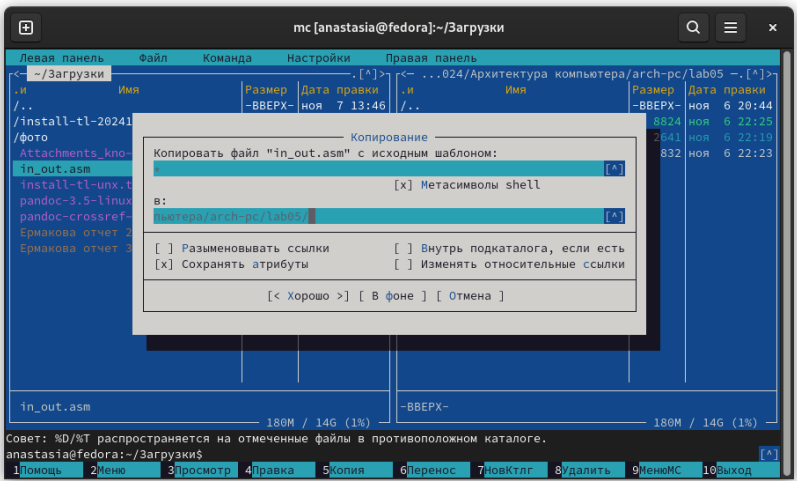 mc [anastasia@fedora]:~/Загрузки
Левая панель Файл Команда Настройки Правая панель
<— ~/Загрузки .[^]> <— ...024/Архитектура компьютера/arch-pc/lab05 —.[^]>
.и Имя Размер Дата правки .и Имя Размер Дата правки
/.. -ВВЕРХ- ноя 7 13:46 /.. -ВВЕРХ- ноя 6 20:44
/install-tl-20241 8824 ноя 6 22:25
/фото Копирование 2641 ноя 6 22:19
Attachments_kno- Копировать файл "in_out.asm" с исходным шаблоном: 832 ноя 6 22:23
in_out.asm * [^]
install-tl-unx.t [x] Метасимволы shell
pandoc-3.5-linux в:
pandoc-crossref- пьютера/arch-pc/lab05/ [^]
Ермакова отчет 2
[ ] Разыменовывать ссылки [ ] Внутрь подкаталога, если есть
Ермакова отчет 3 [x] Сохранять атрибуты [ ] Изменять относительные ссылки
[< Хорошо >] [ В фоне ] [ Отмена ]
in_out.asm -ВВЕРХ-
180M / 14G (1%) 180M / 14G (1%)
Совет: %D/%T распространяется на отмеченные файлы в противоположном каталоге.
anastasia@fedora:~/Загрузки$ [^]
1Помощь 2Меню 3Просмотр 4Правка 5Копия 6Перенос 7НовКтлг 8Удалить 9МенюMC 10Выход